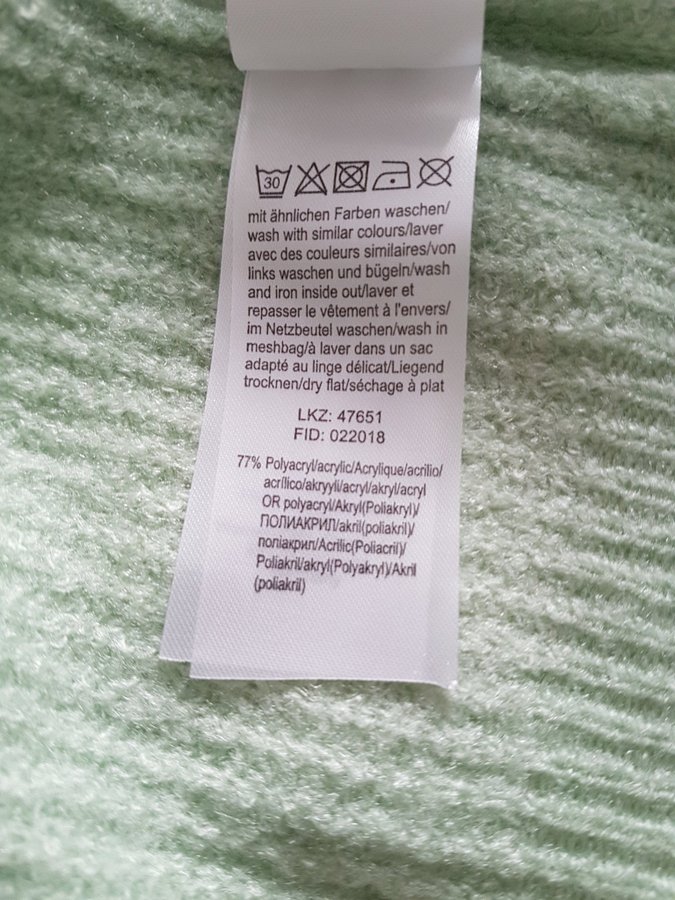 30
mit ähnlichen Farben waschen/
wash with similar colours/laver
avec des couleurs similaires/von
links waschen und bügeln/wash
and iron inside out/laver et
repasser le vêtement à l'envers/
im Netzbeutel waschen/wash in
meshbag/à laver dans un sac
adapté au linge délicat/Liegend
trocknen/dry flat/séchage à plat
LKZ: 47651
FID: 022018
77% Polyacryl/acrylic/Acrylique/acrilio/
acrílico/akryyli/acryl/akryl/acryl
OR polyacryl/Akryl(Poliakryl)/
ПОЛИАКРИЛ/akril(poliakril)/
поліакрил/Acrilic(Poliacril)/
Poliakril/akryl(Polyakryl)/Akril
(poliakril)